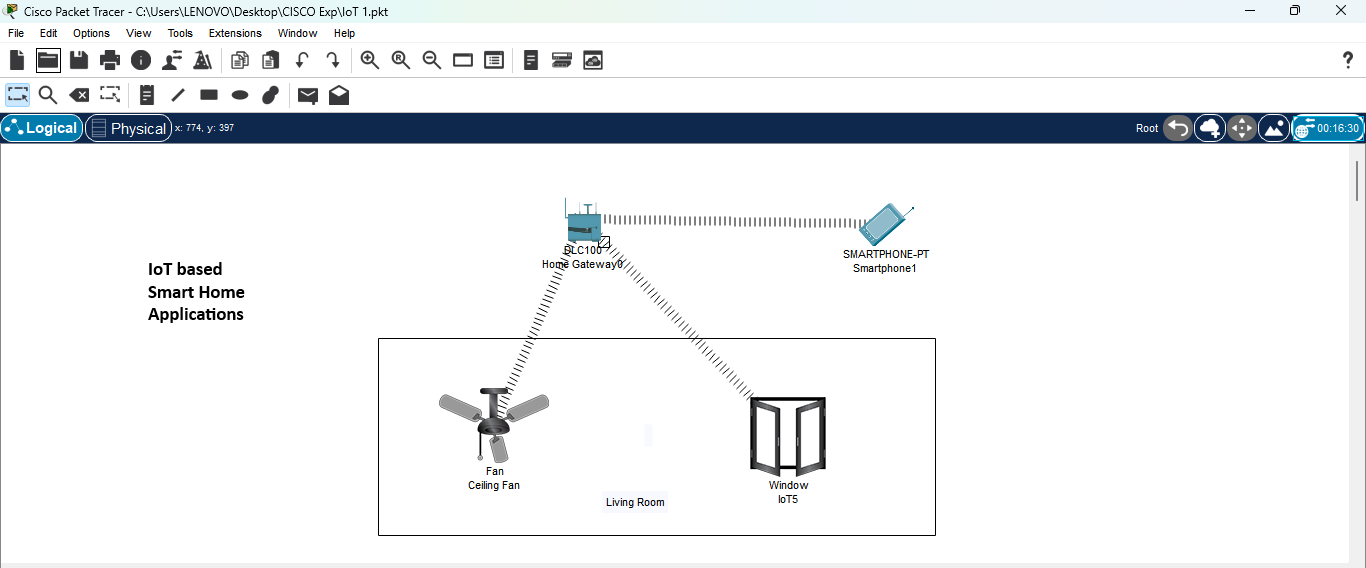 Cisco Packet Tracer - C:\Users\LENOVO\Desktop\CISCO Exp\IoT 1.pkt
File Edit Options View Tools Extensions Window Help
Logical Physical x: 774, y: 397 Root 00:16:30
DLC100
Home Gateway0
SMARTPHONE-PT
Smartphone1
IoT based
Smart Home
Applications
Fan
Ceiling Fan
Window
IoT5
Living Room